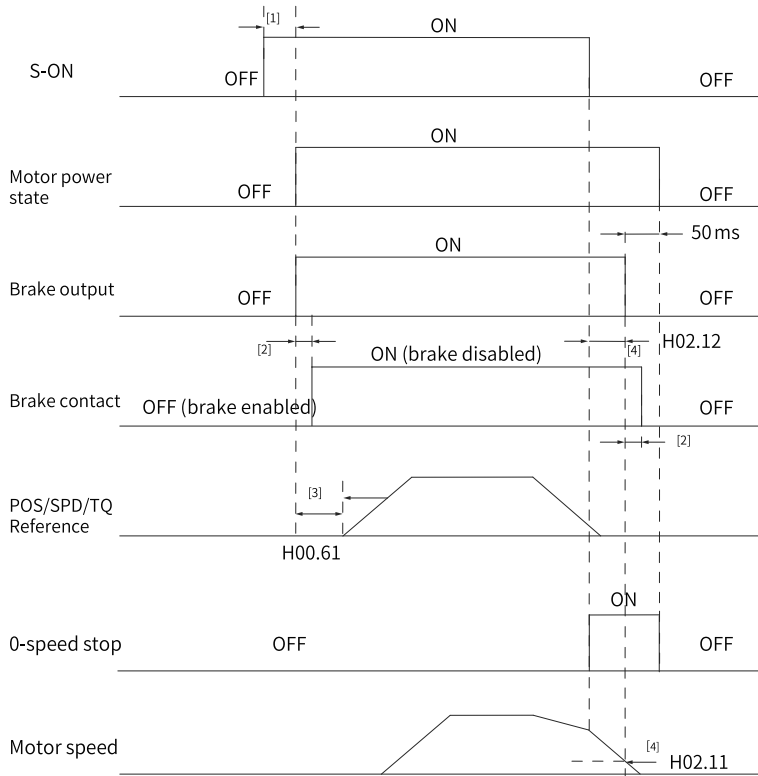 [1]
ON
S-ON
OFF
OFF
ON
Motor power
state
OFF
OFF
50 ms
ON
Brake output
OFF
OFF
[2]
ON (brake disabled)
[4]
H02.12
Brake contact
OFF (brake enabled)
OFF
[2]
[3]
POS/SPD/TQ
Reference
H00.61
ON
0-speed stop
OFF
OFF
Motor speed
[4]
H02.11